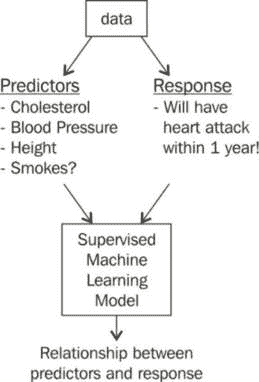 data
Predictors
- Cholesterol
- Blood Pressure
- Height
- Smokes?
Response
- Will have
heart attack
within 1 year!
Supervised
Machine
Learning
Model
Relationship between
predictors and response